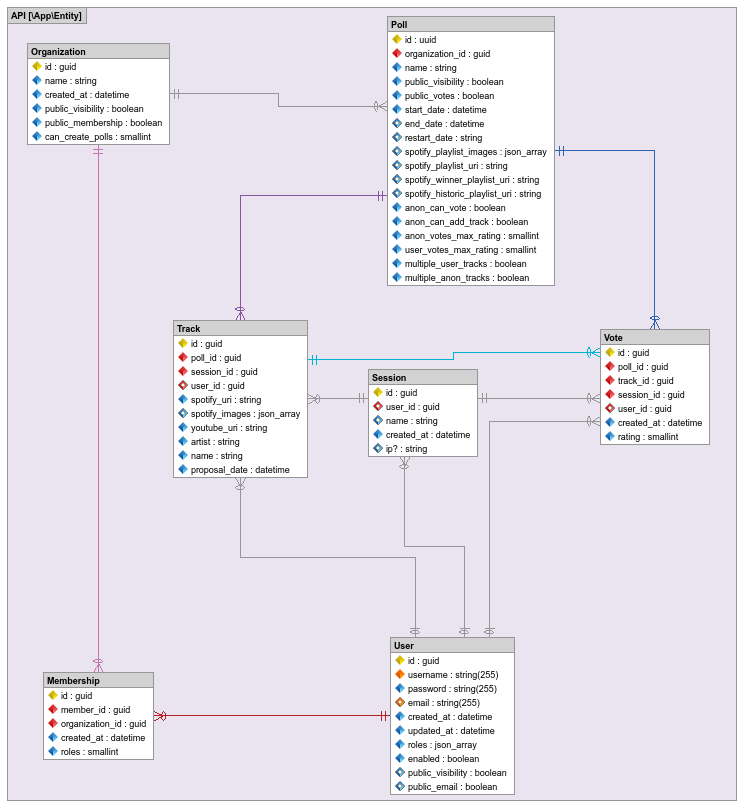 API [\App\Entity]
Organization
id : guid
name : string
created_at : datetime
public_visibility : boolean
public_membership : boolean
can_create_polls : smallint
Poll
id : uuid
organization_id : guid
name : string
public_visibility : boolean
public_votes : boolean
start_date : datetime
end_date : datetime
restart_date : string
spotify_playlist_images : json_array
spotify_playlist_uri : string
spotify_winner_playlist_uri : string
spotify_historic_playlist_uri : string
anon_can_vote : boolean
anon_can_add_track : boolean
anon_votes_max_rating : smallint
user_votes_max_rating : smallint
multiple_user_tracks : boolean
multiple_anon_tracks : boolean
Track
id : guid
poll_id : guid
session_id : guid
user_id : guid
spotify_uri : string
spotify_images : json_array
youtube_uri : string
artist : string
name : string
proposal_date : datetime
Session
id : guid
user_id : guid
name : string
created_at : datetime
ip? : string
Vote
id : guid
poll_id : guid
track_id : guid
session_id : guid
user_id : guid
created_at : datetime
rating : smallint
Membership
id : guid
member_id : guid
organization_id : guid
created_at : datetime
roles : smallint
User
id : guid
username : string(255)
password : string(255)
email : string(255)
created_at : datetime
updated_at : datetime
roles : json_array
enabled : boolean
public_visibility : boolean
public_email : boolean